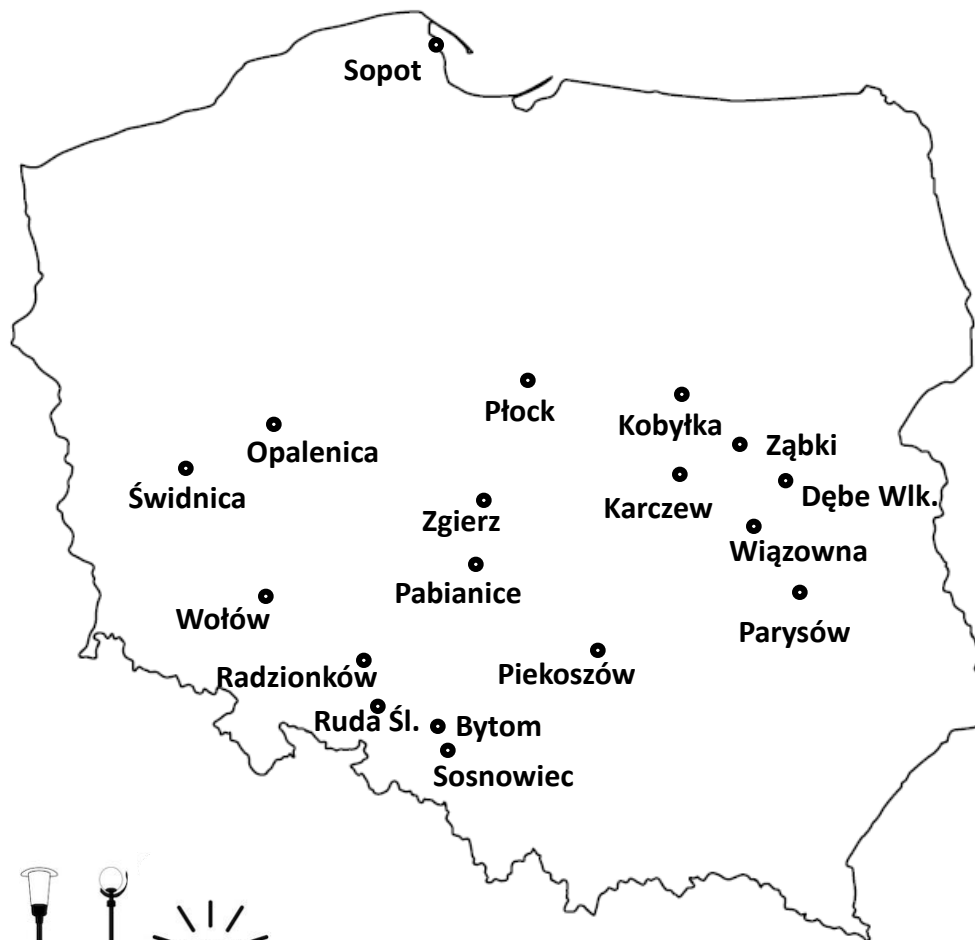 Sopot
Płock
Kobyłka
Ząbki
Opalenica
Świdnica
Dębe Wlk.
Karczew
Zgierz
Wiązowna
Pabianice
Wołów
Parysów
Radzionków
Piekoszów
Ruda Śl.
Bytom
Sosnowiec